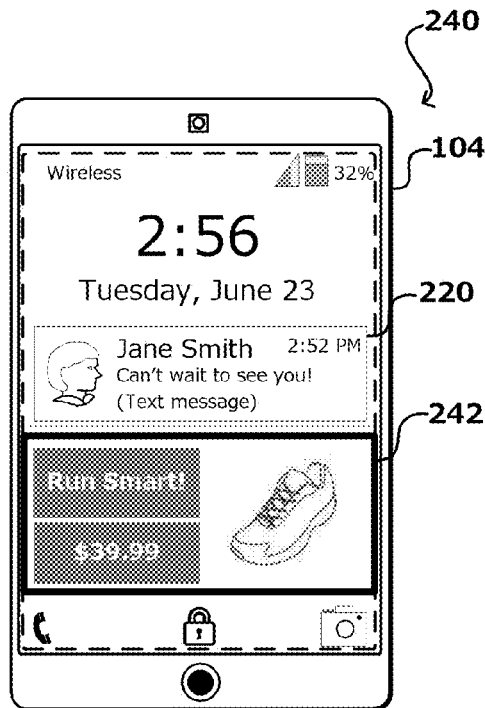 240
104
Wireless 32%
2:56
Tuesday, June 23
220
Jane Smith 2:52 PM
Can't wait to see you!
(Text message)
242
Run Smart!
$39.99